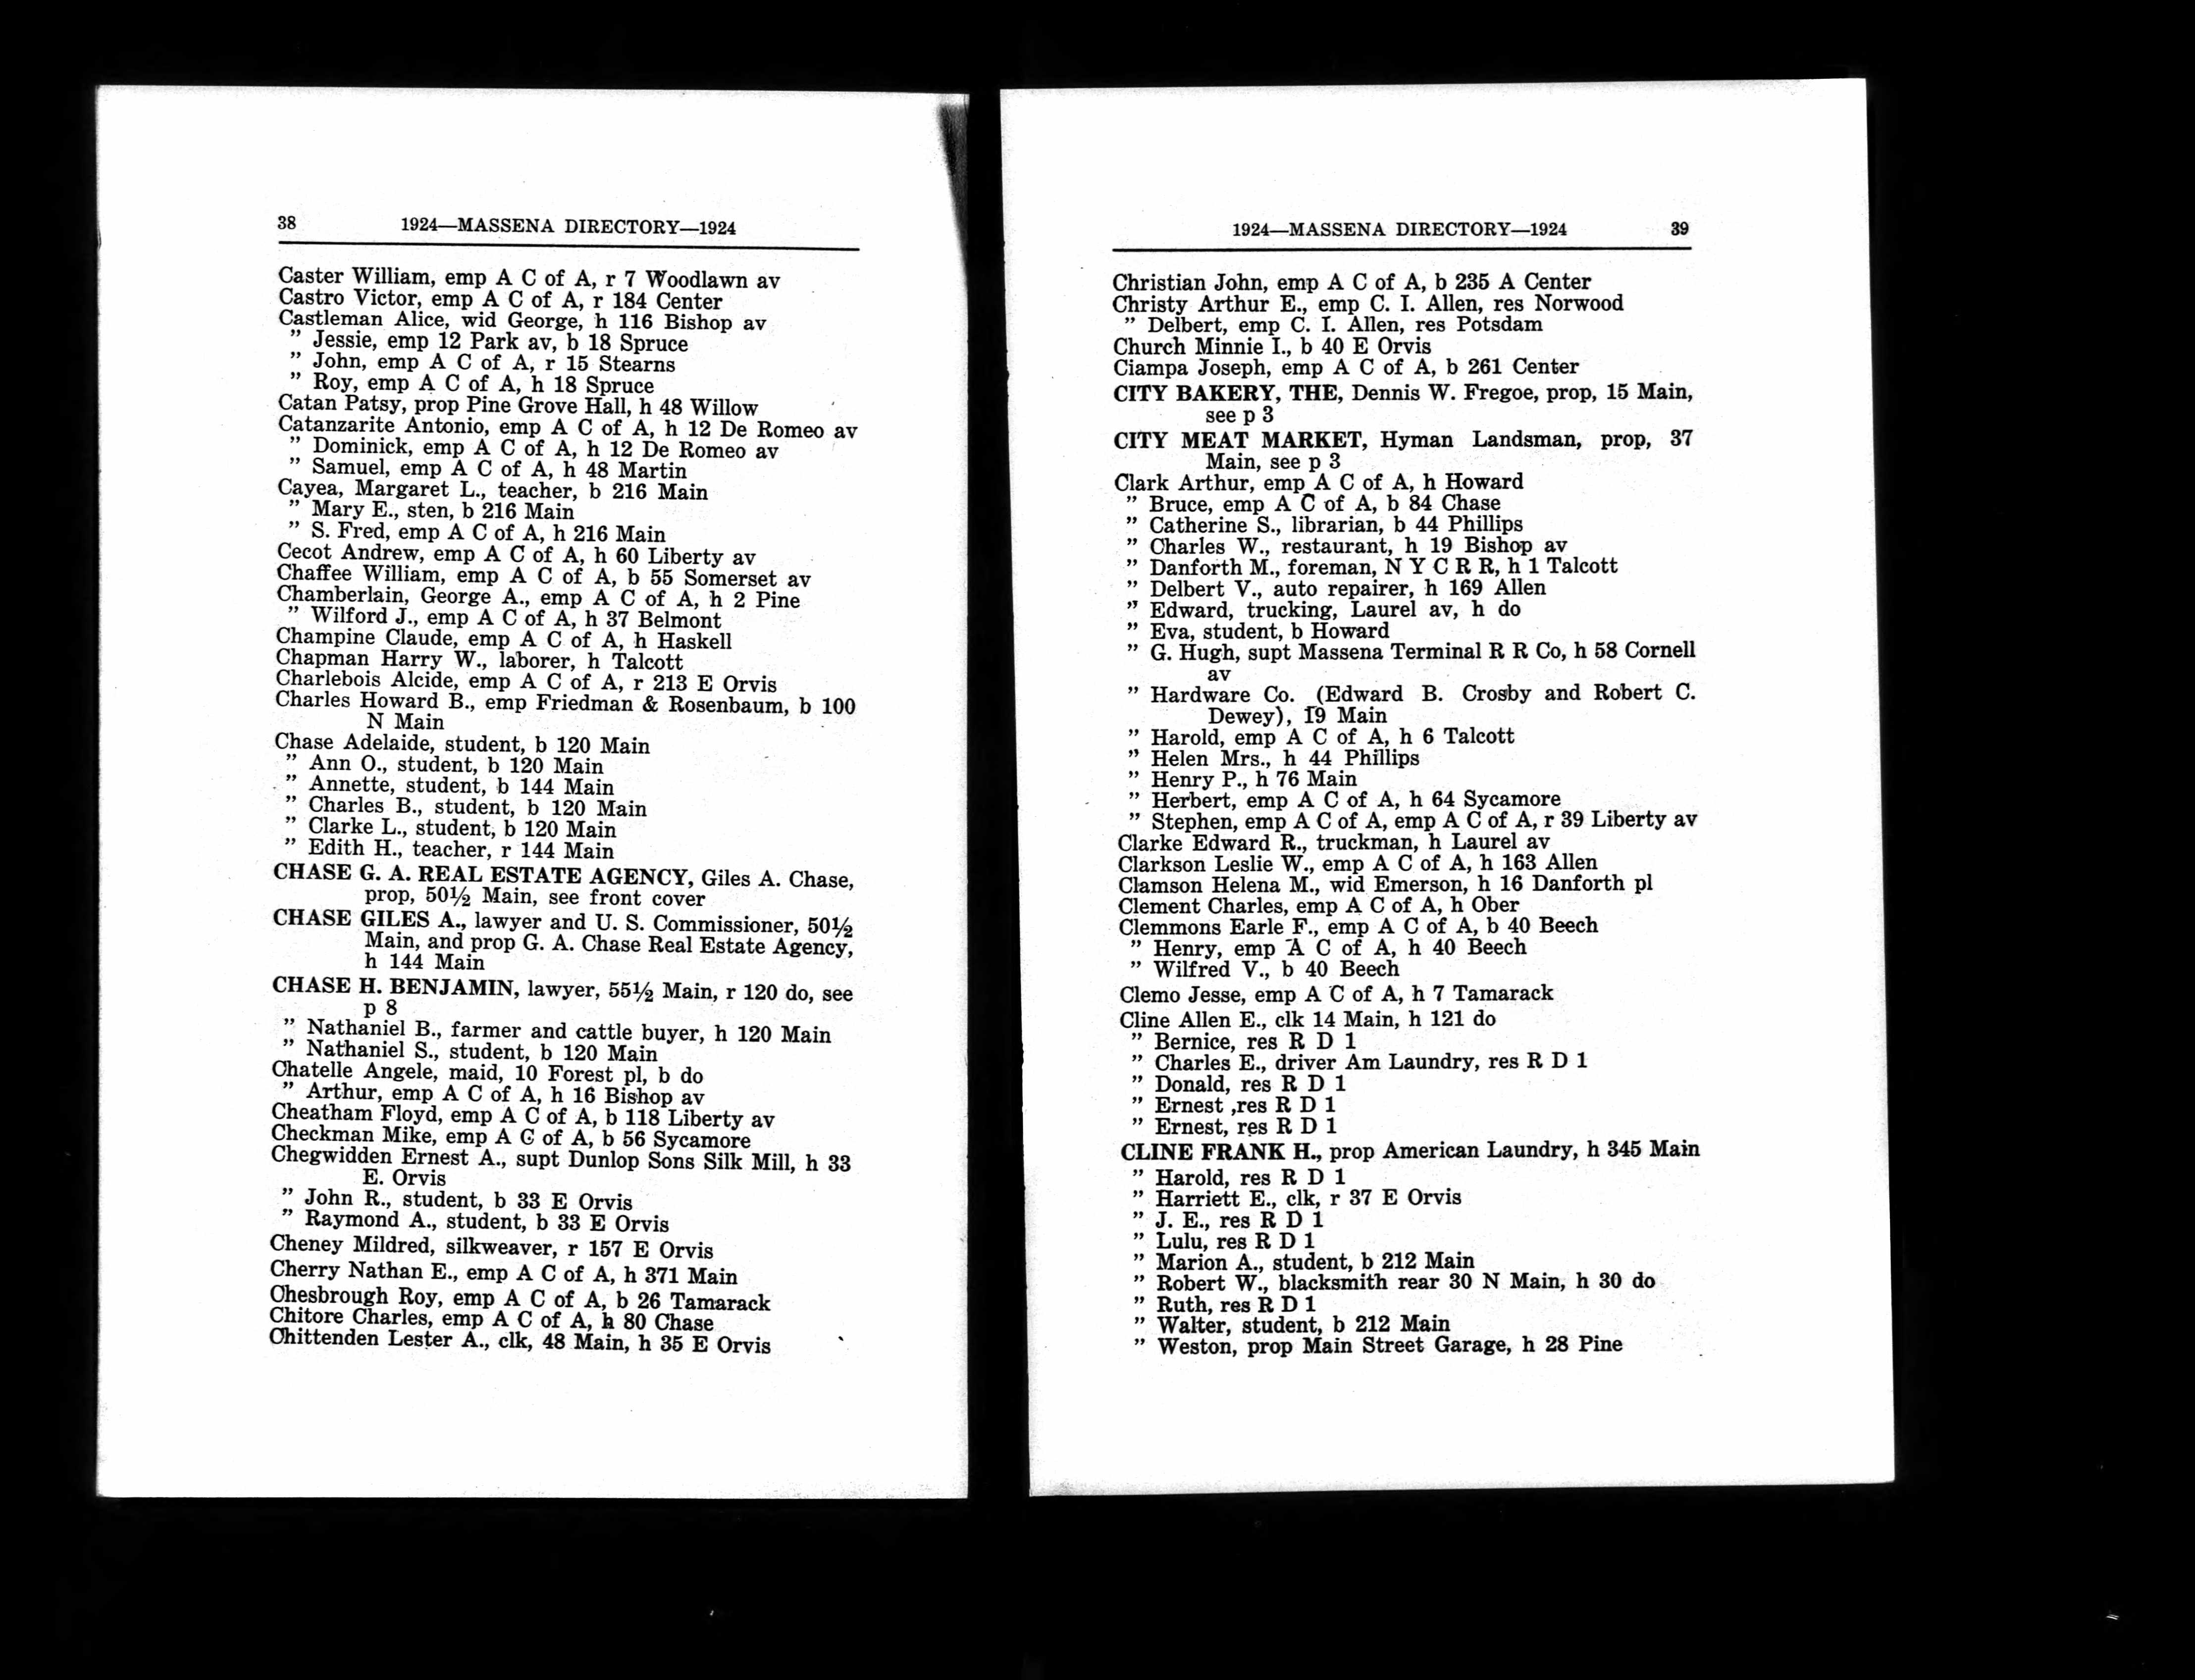 38 1924—MASSENA DIRECTORY—1924
Caster William, emp A C of A, r 7 Woodlawn av
Castro Victor, emp A C of A, r 184 Center
Castleman Alice, wid George, h 116 Bishop av
” Jessie, emp 12 Park av, b 18 Spruce
” John, emp A C of A, r 15 Stearns
” Roy, emp A C of A, h 18 Spruce
Catan Patsy, prop Pine Grove Hall, h 48 Willow
Catanzarite Antonio, emp A C of A, h 12 De Romeo av
” Dominick, emp A C of A, h 12 De Romeo av
” Samuel, emp A C of A, h 48 Martin
Cayea, Margaret L., teacher, b 216 Main
” Mary E., sten, b 216 Main
” S. Fred, emp A C of A, h 216 Main
Cecot Andrew, emp A C of A, h 60 Liberty av
Chaffee William, emp A C of A, b 55 Somerset av
Chamberlain, George A., emp A C of A, h 2 Pine
” Wilford J., emp A C of A, h 37 Belmont
Champine Claude, emp A C of A, h Haskell
Chapman Harry W., laborer, h Talcott
Charlebois Alcide, emp A C of A, r 213 E Orvis
Charles Howard B., emp Friedman & Rosenbaum, b 100
N Main
Chase Adelaide, student, b 120 Main
” Ann O., student, b 120 Main
” Annette, student, b 144 Main
” Charles B., student, b 120 Main
” Clarke L., student, b 120 Main
” Edith H., teacher, r 144 Main
CHASE G. A. REAL ESTATE AGENCY, Giles A. Chase,
prop, 50½ Main, see front cover
CHASE GILES A., lawyer and U. S. Commissioner, 50½
Main, and prop G. A. Chase Real Estate Agency,
h 144 Main
CHASE H. BENJAMIN, lawyer, 55½ Main, r 120 do, see
p 8
” Nathaniel B., farmer and cattle buyer, h 120 Main
” Nathaniel S., student, b 120 Main
Chatelle Angele, maid, 10 Forest pl, b do
” Arthur, emp A C of A, h 16 Bishop av
Cheatham Floyd, emp A C of A, b 118 Liberty av
Checkman Mike, emp A C of A, b 56 Sycamore
Chegwidden Ernest A., supt Dunlop Sons Silk Mill, h 33
E. Orvis
” John R., student, b 33 E Orvis
” Raymond A., student, b 33 E Orvis
Cheney Mildred, silkweaver, r 157 E Orvis
Cherry Nathan E., emp A C of A, h 371 Main
Chesbrough Roy, emp A C of A, b 26 Tamarack
Chitore Charles, emp A C of A, h 80 Chase
Chittenden Lester A., clk, 48 Main, h 35 E Orvis
1924—MASSENA DIRECTORY—1924 39
Christian John, emp A C of A, b 235 A Center
Christy Arthur E., emp C. I. Allen, res Norwood
” Delbert, emp C. I. Allen, res Potsdam
Church Minnie I., b 40 E Orvis
Ciampa Joseph, emp A C of A, b 261 Center
CITY BAKERY, THE, Dennis W. Fregoe, prop, 15 Main,
see p 3
CITY MEAT MARKET, Hyman Landsman, prop, 37
Main, see p 3
Clark Arthur, emp A C of A, h Howard
” Bruce, emp A C of A, b 84 Chase
” Catherine S., librarian, b 44 Phillips
” Charles W., restaurant, h 19 Bishop av
” Danforth M., foreman, N Y C R R, h 1 Talcott
” Delbert V., auto repairer, h 169 Allen
” Edward, trucking, Laurel av, h do
” Eva, student, b Howard
” G. Hugh, supt Massena Terminal R R Co, h 58 Cornell
av
” Hardware Co. (Edward B. Crosby and Robert C.
Dewey), 19 Main
” Harold, emp A C of A, h 6 Talcott
” Helen Mrs., h 44 Phillips
” Henry P., h 76 Main
” Herbert, emp A C of A, h 64 Sycamore
” Stephen, emp A C of A, emp A C of A, r 39 Liberty av
Clarke Edward R., truckman, h Laurel av
Clarkson Leslie W., emp A C of A, h 163 Allen
Clamson Helena M., wid Emerson, h 16 Danforth pl
Clement Charles, emp A C of A, h Ober
Clemmons Earle F., emp A C of A, b 40 Beech
” Henry, emp A C of A, h 40 Beech
” Wilfred V., b 40 Beech
Clemo Jesse, emp A C of A, h 7 Tamarack
Cline Allen E., clk 14 Main, h 121 do
” Bernice, res R D 1
” Charles E., driver Am Laundry, res R D 1
” Donald, res R D 1
” Ernest ,res R D 1
” Ernest, res R D 1
CLINE FRANK H., prop American Laundry, h 345 Main
” Harold, res R D 1
” Harriett E., clk, r 37 E Orvis
” J. E., res R D 1
” Lulu, res R D 1
” Marion A., student, b 212 Main
” Robert W., blacksmith rear 30 N Main, h 30 do
” Ruth, res R D 1
” Walter, student, b 212 Main
” Weston, prop Main Street Garage, h 28 Pine